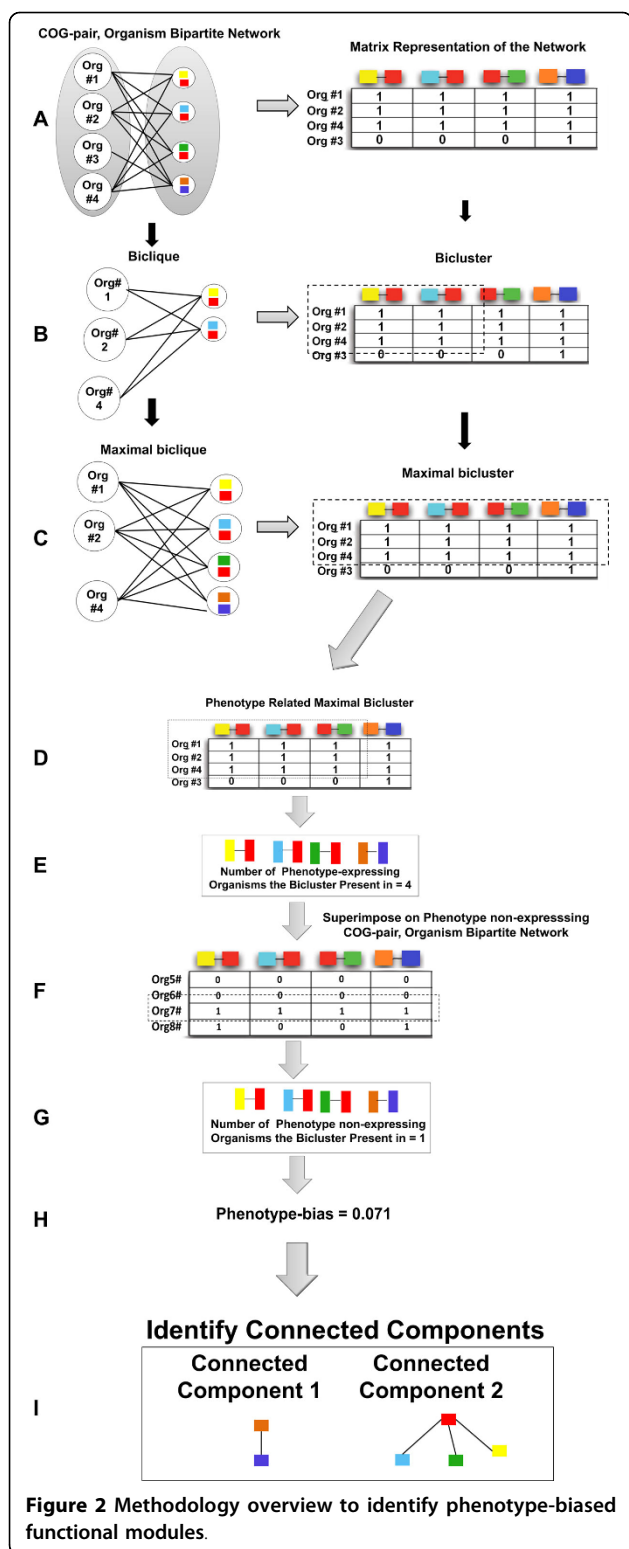 COG-pair, Organism Bipartite Network
Matrix Representation of the Network
A
Org
#1
Org
#2
Org
#3
Org
#4
Org #1 1 1 1 1
Org #2 1 1 1 1
Org #4 1 1 1 1
Org #3 0 0 0 1
Biclique
Bicluster
B
Org#
1
Org#
2
Org#
4
Org #1 1 1 1 1
Org #2 1 1 1 1
Org #4 1 1 1 1
Org #3 0 0 0 1
Maximal biclique
Maximal bicluster
C
Org
#1
Org
#2
Org
#4
Org #1 1 1 1 1
Org #2 1 1 1 1
Org #4 1 1 1 1
Org #3 0 0 0 1
Phenotype Related Maximal Bicluster
D
Org #1 1 1 1 1
Org #2 1 1 1 1
Org #4 1 1 1 1
Org #3 0 0 0 1
E
Number of Phenotype-expressing
Organisms the Bicluster Present in = 4
Superimpose on Phenotype non-expresssing
COG-pair, Organism Bipartite Network
F
Org5# 0 0 0 0
Org6# 0 0 0 0
Org7# 1 1 1 1
Org8# 1 0 0 1
G
Number of Phenotype non-expressing
Organisms the Bicluster Present in = 1
H
Phenotype-bias = 0.071
Identify Connected Components
I
Connected
Component 1
Connected
Component 2
Figure 2 Methodology overview to identify phenotype-biased
functional modules.